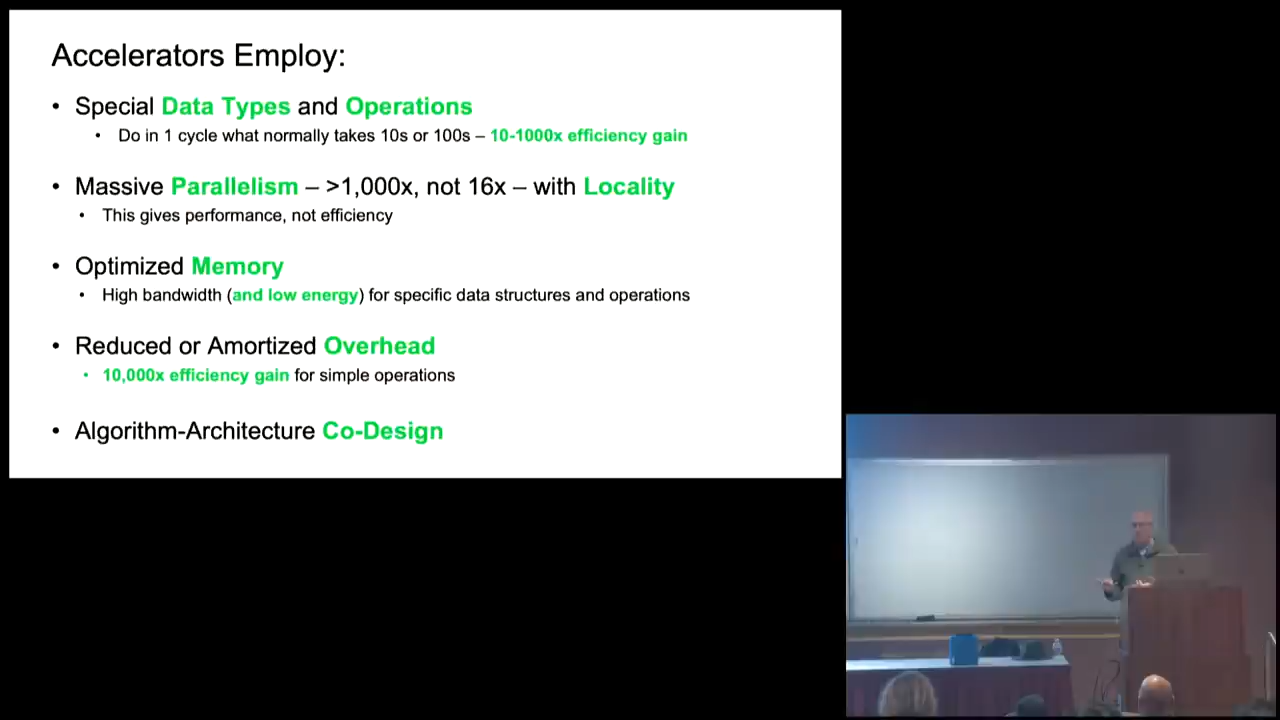 Accelerators Employ:
• Special Data Types and Operations
• Do in 1 cycle what normally takes 10s or 100s – 10-1000x efficiency gain
• Massive Parallelism – >1,000x, not 16x – with Locality
• This gives performance, not efficiency
• Optimized Memory
• High bandwidth (and low energy) for specific data structures and operations
• Reduced or Amortized Overhead
• 10,000x efficiency gain for simple operations
• Algorithm-Architecture Co-Design